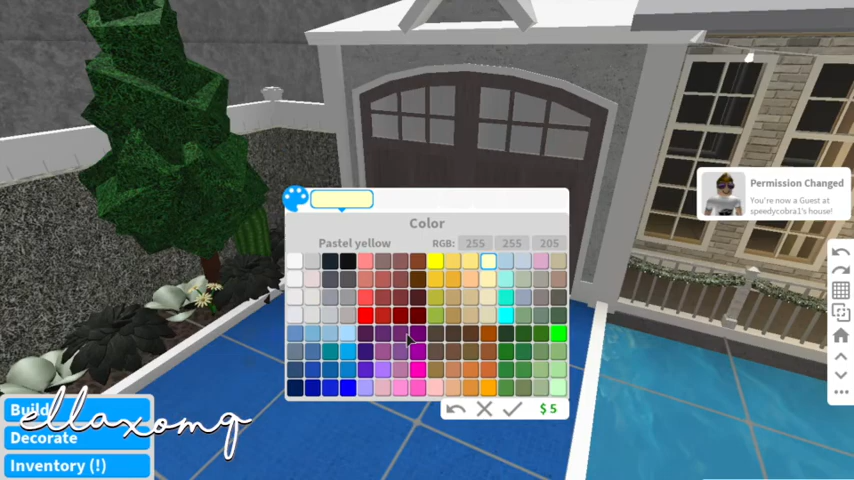 Permission Changed
You're now a Guest at
speedycobra1's house!
Color
Pastel yellow RGB: 255 255 205
$ 5
Build
ellaxomg
Decorate
Inventory (!)